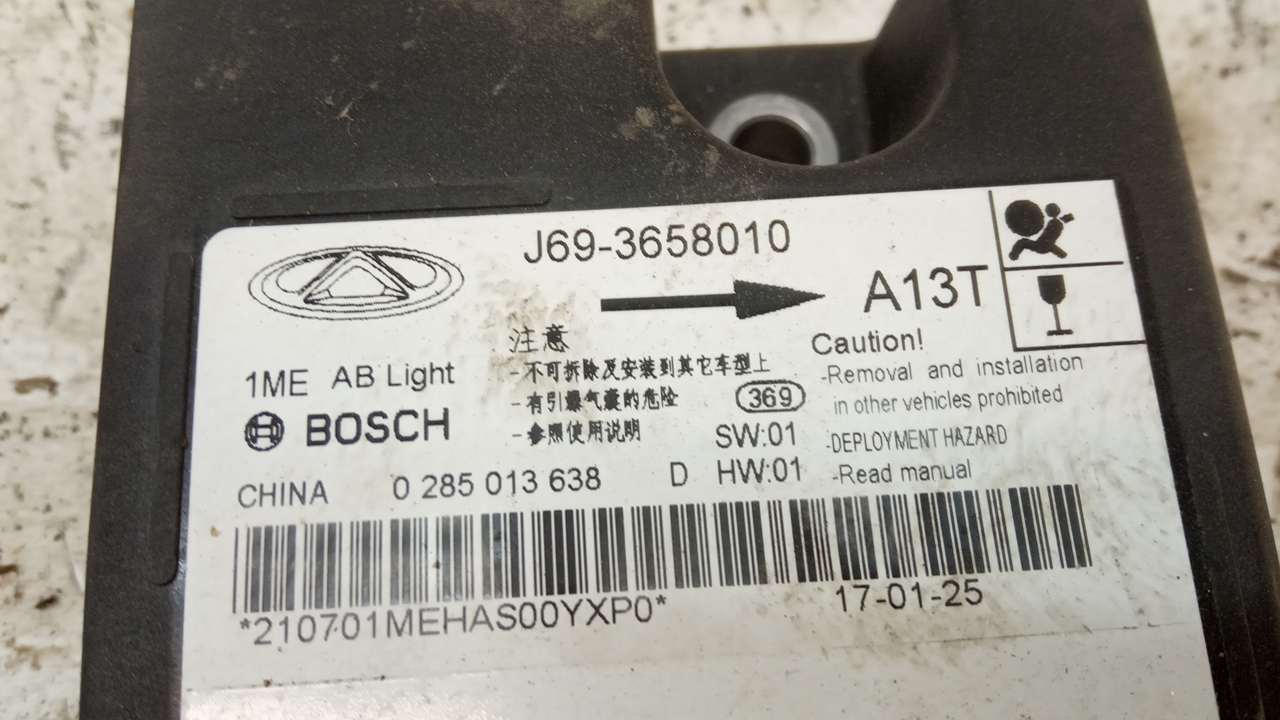 J69-3658010
A13T
注意
-不可拆除及安装到其它车型上
-有引爆气囊的危险
-参照使用说明
Caution!
-Removal and installation
in other vehicles prohibited
-DEPLOYMENT HAZARD
-Read manual
1ME AB Light
BOSCH
369
SW:01
CHINA 0 285 013 638 D HW:01
*210701MEHAS00YXP0*
17-01-25